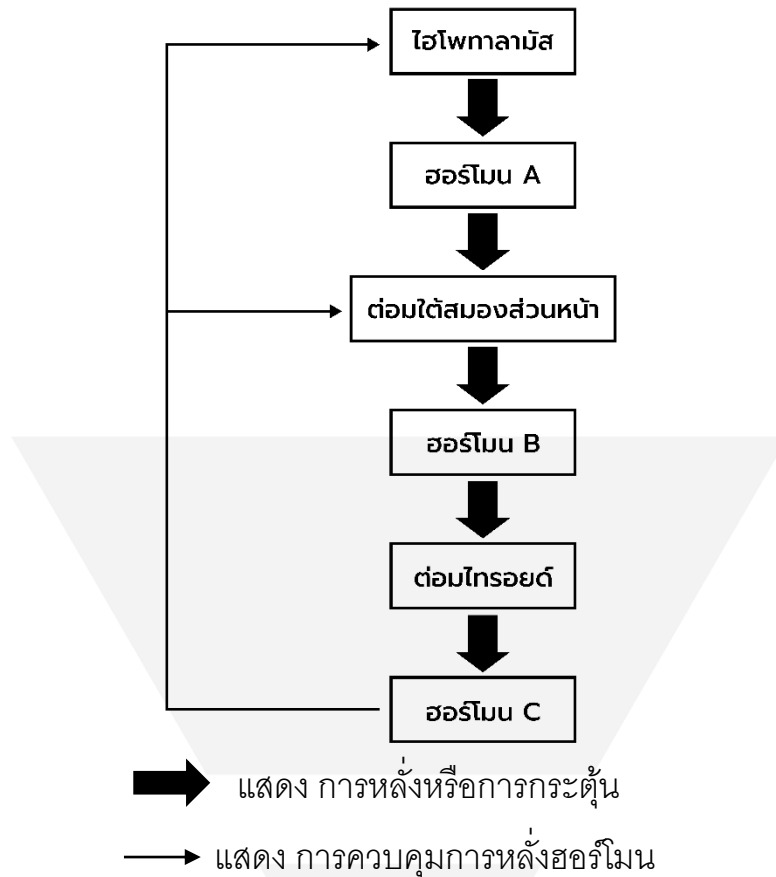 ไฮโพทาลามัส
ฮอร์โมน A
ต่อมใต้สมองส่วนหน้า
ฮอร์โมน B
ต่อมไทรอยด์
ฮอร์โมน C
แสดง การหลั่งหรือการกระตุ้น
แสดง การควบคุมการหลั่งฮอร์โมน